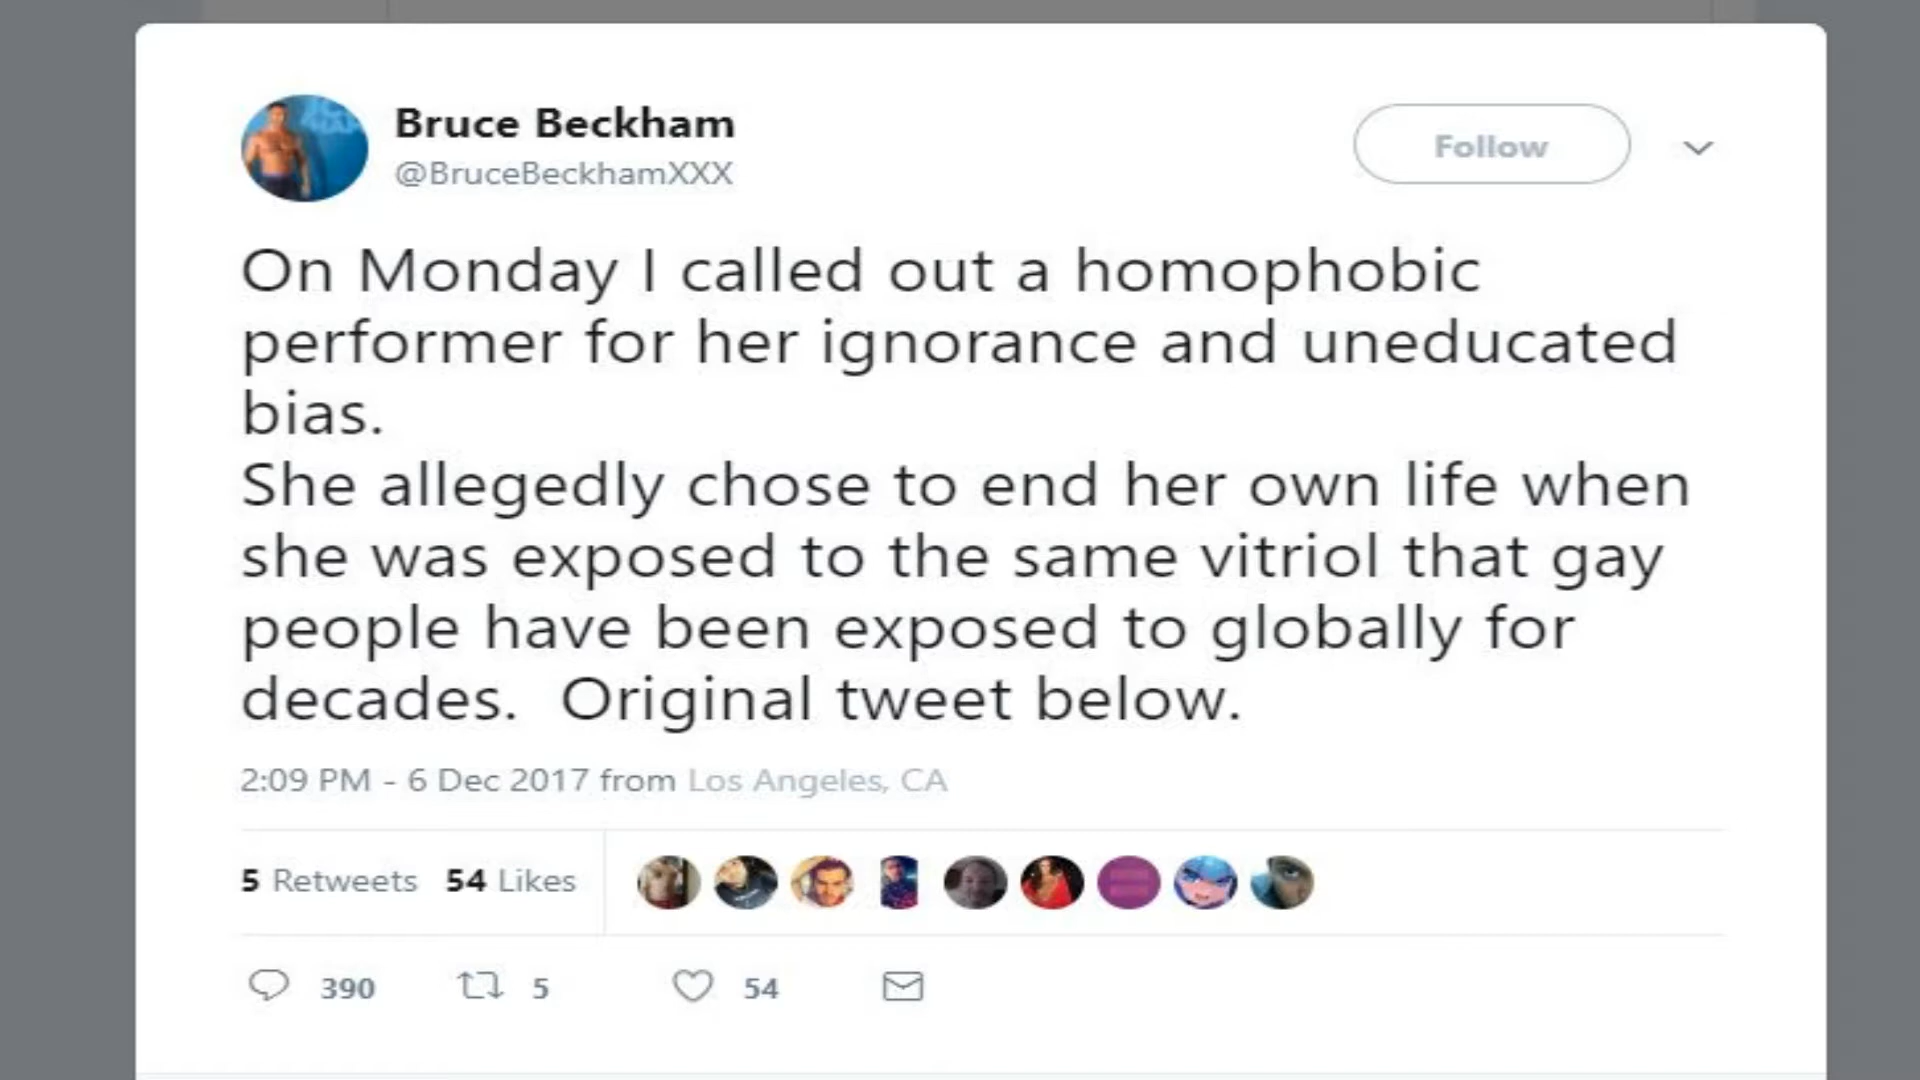 Bruce Beckham
@BruceBeckhamXXX
Follow
On Monday I called out a homophobic
performer for her ignorance and uneducated
bias.
She allegedly chose to end her own life when
she was exposed to the same vitriol that gay
people have been exposed to globally for
decades.  Original tweet below.
2:09 PM - 6 Dec 2017 from Los Angeles, CA
5 Retweets 54 Likes
390 5 54